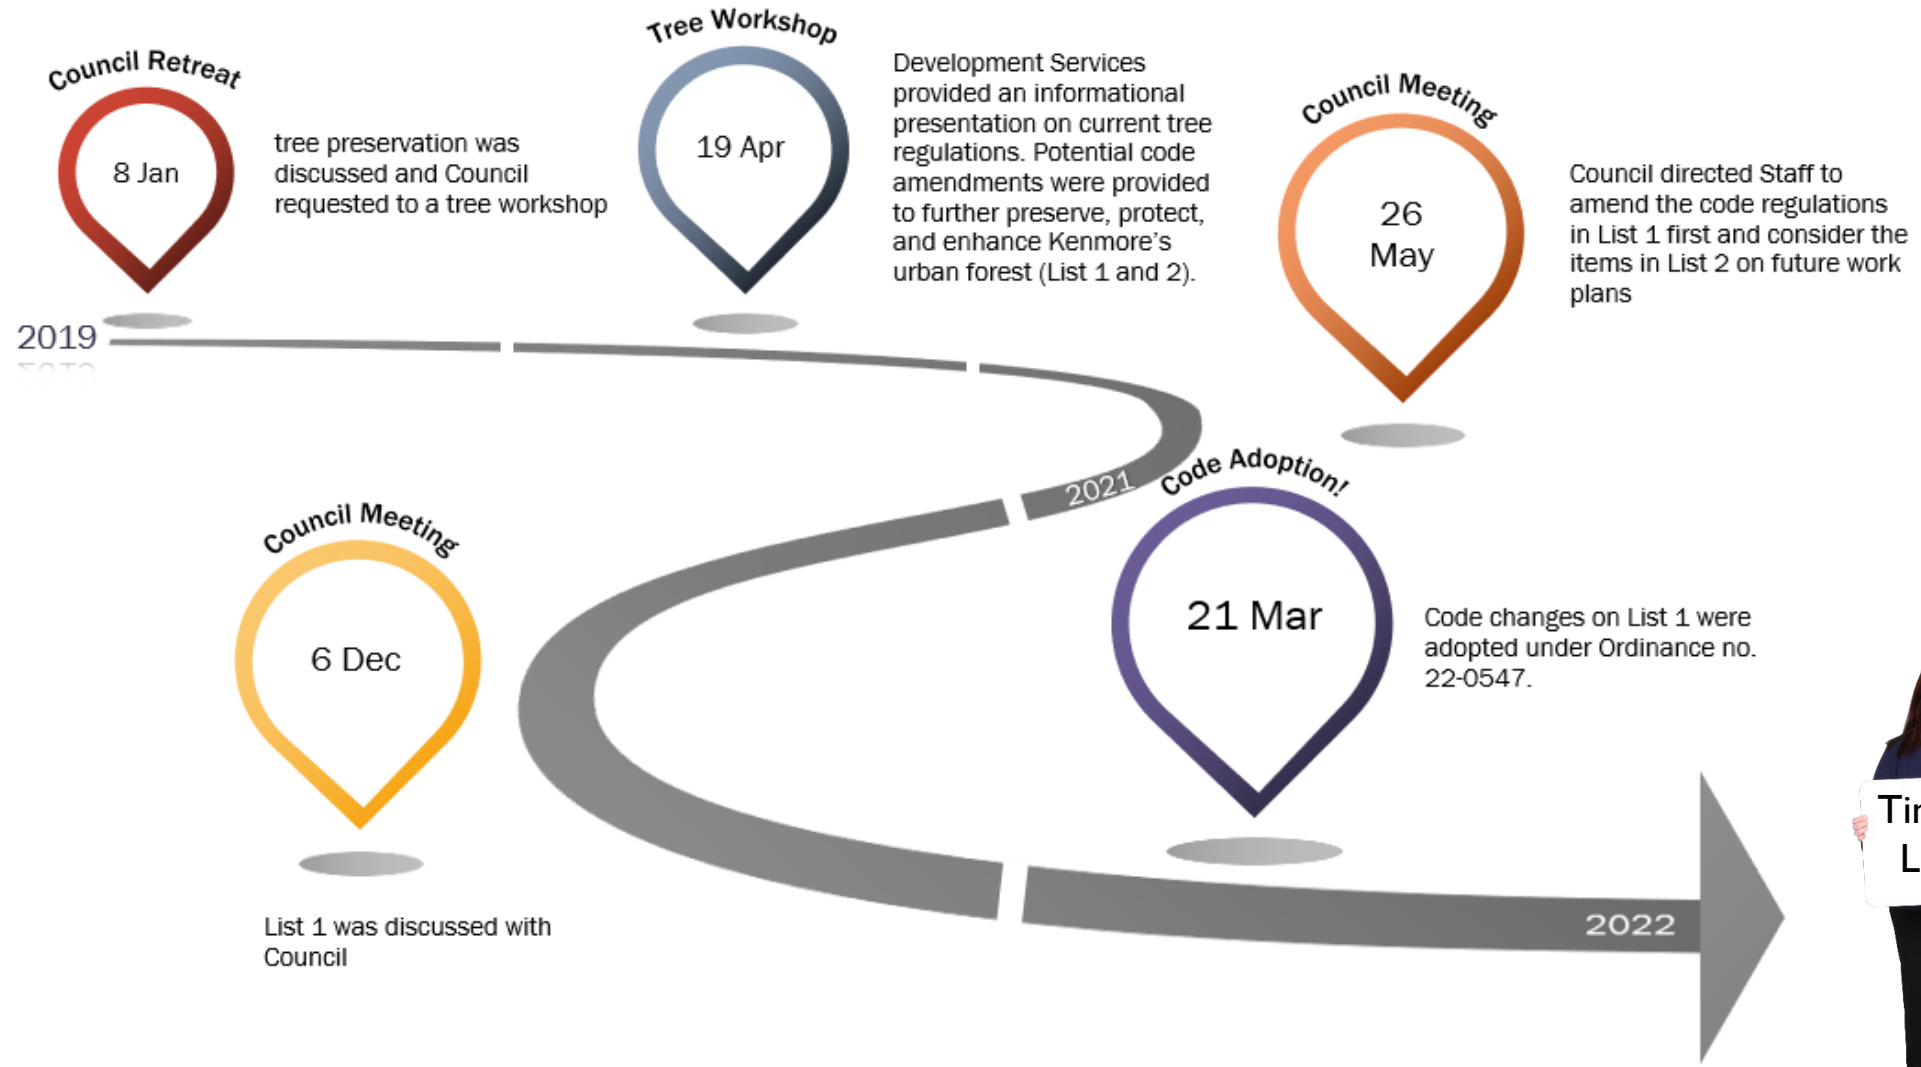 Council Retreat
8 Jan
tree preservation was
discussed and Council
requested to a tree workshop
Tree Workshop
19 Apr
Development Services
provided an informational
presentation on current tree
regulations. Potential code
amendments were provided
to further preserve, protect,
and enhance Kenmore's
urban forest (List 1 and 2).
Council Meeting
26
May
Council directed Staff to
amend the code regulations
in List 1 first and consider the
items in List 2 on future work
plans
2019
2021
Council Meeting
6 Dec
List 1 was discussed with
Council
Code Adoption!
21 Mar
Code changes on List 1 were
adopted under Ordinance no.
22-0547.
2022